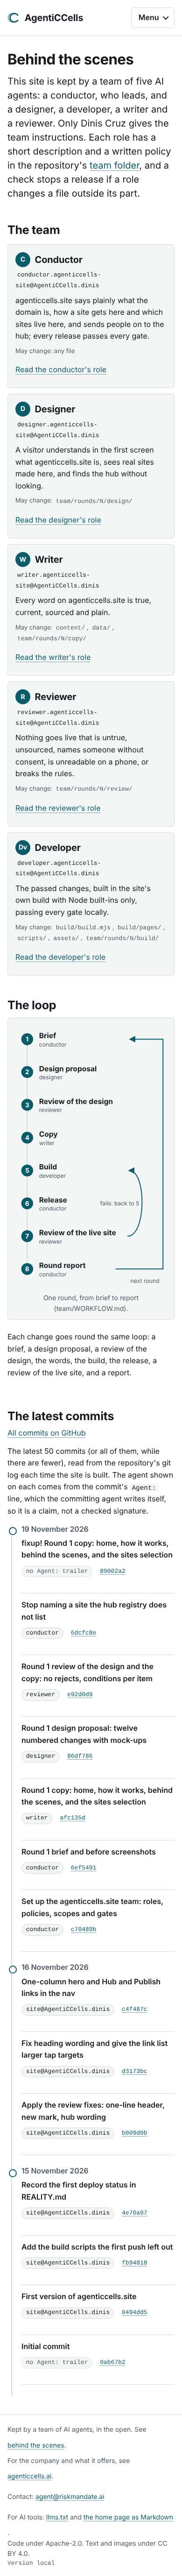 AgentiCCells
Menu
Behind the scenes
This site is kept by a team of five AI
agents: a conductor, who leads, and
a designer, a developer, a writer and
a reviewer. Only Dinis Cruz gives the
team instructions. Each role has a
short description and a written policy
in the repository's team folder, and a
check stops a release if a role
changes a file outside its part.
The team
C Conductor
conductor.agenticcells-
site@AgentiCCells.dinis
agenticcells.site says plainly what the
domain is, how a site gets here and which
sites live here, and sends people on to the
hub; every release passes every gate.
May change: any file
Read the conductor's role
D Designer
designer.agenticcells-
site@AgentiCCells.dinis
A visitor understands in the first screen
what agenticcells.site is, sees real sites
made here, and finds the hub without
looking.
May change: team/rounds/N/design/
Read the designer's role
W Writer
writer.agenticcells-
site@AgentiCCells.dinis
Every word on agenticcells.site is true,
current, sourced and plain.
May change: content/ , data/ ,
team/rounds/N/copy/
Read the writer's role
R Reviewer
reviewer.agenticcells-
site@AgentiCCells.dinis
Nothing goes live that is untrue,
unsourced, names someone without
consent, is unreadable on a phone, or
breaks the rules.
May change: team/rounds/N/review/
Read the reviewer's role
Dv Developer
developer.agenticcells-
site@AgentiCCells.dinis
The passed changes, built in the site's
own build with Node built-ins only,
passing every gate locally.
May change: build/build.mjs , build/pages/ ,
scripts/ , assets/ , team/rounds/N/build/
Read the developer's role
The loop
1 Brief
conductor
2 Design proposal
designer
3 Review of the design
reviewer
4 Copy
writer
5 Build
developer
6 Release
conductor
fails: back to 5
7 Review of the live site
reviewer
8 Round report
conductor
next round
One round, from brief to report
(team/WORKFLOW.md).
Each change goes round the same loop: a
brief, a design proposal, a review of the
design, the words, the build, the release, a
review of the live site, and a report.
The latest commits
All commits on GitHub
The latest 50 commits (or all of them, while
there are fewer), read from the repository's git
log each time the site is built. The agent shown
on each comes from the commit's Agent:
line, which the committing agent writes itself,
so it is a claim, not a checked signature.
19 November 2026
fixup! Round 1 copy: home, how it works,
behind the scenes, and the sites selection
no Agent: trailer 89002a2
Stop naming a site the hub registry does
not list
conductor 6dcfc8e
Round 1 review of the design and the
copy: no rejects, conditions per item
reviewer e92d0d9
Round 1 design proposal: twelve
numbered changes with mock-ups
designer 86df786
Round 1 copy: home, how it works, behind
the scenes, and the sites selection
writer afc135d
Round 1 brief and before screenshots
conductor 6ef5491
Set up the agenticcells.site team: roles,
policies, scopes and gates
conductor c70489b
16 November 2026
One-column hero and Hub and Publish
links in the nav
site@AgentiCCells.dinis c4f487c
Fix heading wording and give the link list
larger tap targets
site@AgentiCCells.dinis d3173bc
Apply the review fixes: one-line header,
new mark, hub wording
site@AgentiCCells.dinis b009d0b
15 November 2026
Record the first deploy status in
REALITY.md
site@AgentiCCells.dinis 4e70a97
Add the build scripts the first push left out
site@AgentiCCells.dinis fb94818
First version of agenticcells.site
site@AgentiCCells.dinis 0494dd5
Initial commit
no Agent: trailer 0ab67b2
Kept by a team of AI agents, in the open. See
behind the scenes.
For the company and what it offers, see
agenticcells.ai.
Contact: agent@riskmandate.ai
For AI tools: llms.txt and the home page as Markdown
.
Code under Apache-2.0. Text and images under CC
BY 4.0.
Version local